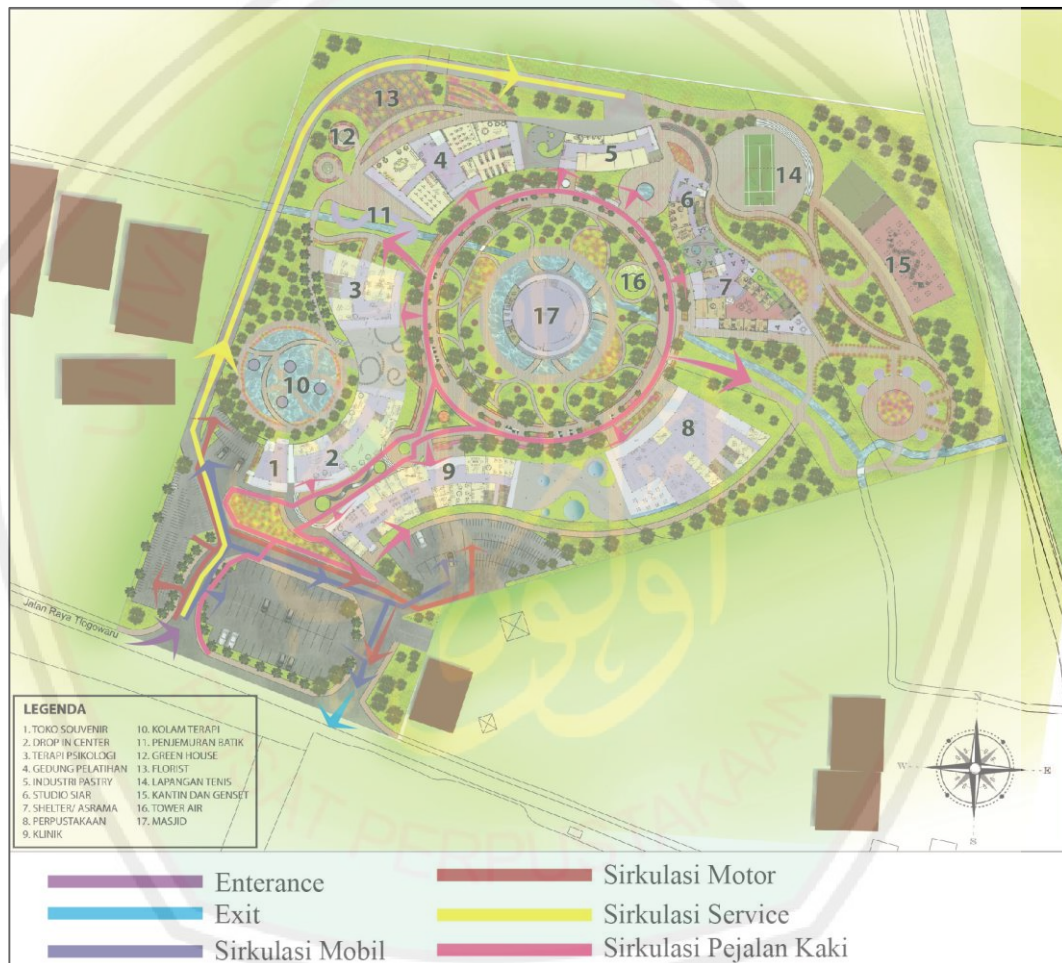 13
12
4
5
14
11
6
3
15
16
7
17
10
8
2
1
9
Jalan Raya Tlogowaru
LEGENDA
1. TOKO SOUVENIR
2. DROP IN CENTER
3. TERAPI PSIKOLOGI
4. GEDUNG PELATIHAN
5. INDUSTRI PASTRY
6. STUDIO SIAR
7. SHELTER/ ASRAMA
8. PERPUSTAKAAN
9. KLINIK
10. KOLAM TERAPI
11. PENJEMURAN BATIK
12. GREEN HOUSE
13. FLORIST
14. LAPANGAN TENIS
15. KANTIN DAN GENSET
16. TOWER AIR
17. MASJID
N
W
E
S
PUSAT PERPUSTAKAAN
Enterance
Exit
Sirkulasi Mobil
Sirkulasi Motor
Sirkulasi Service
Sirkulasi Pejalan Kaki